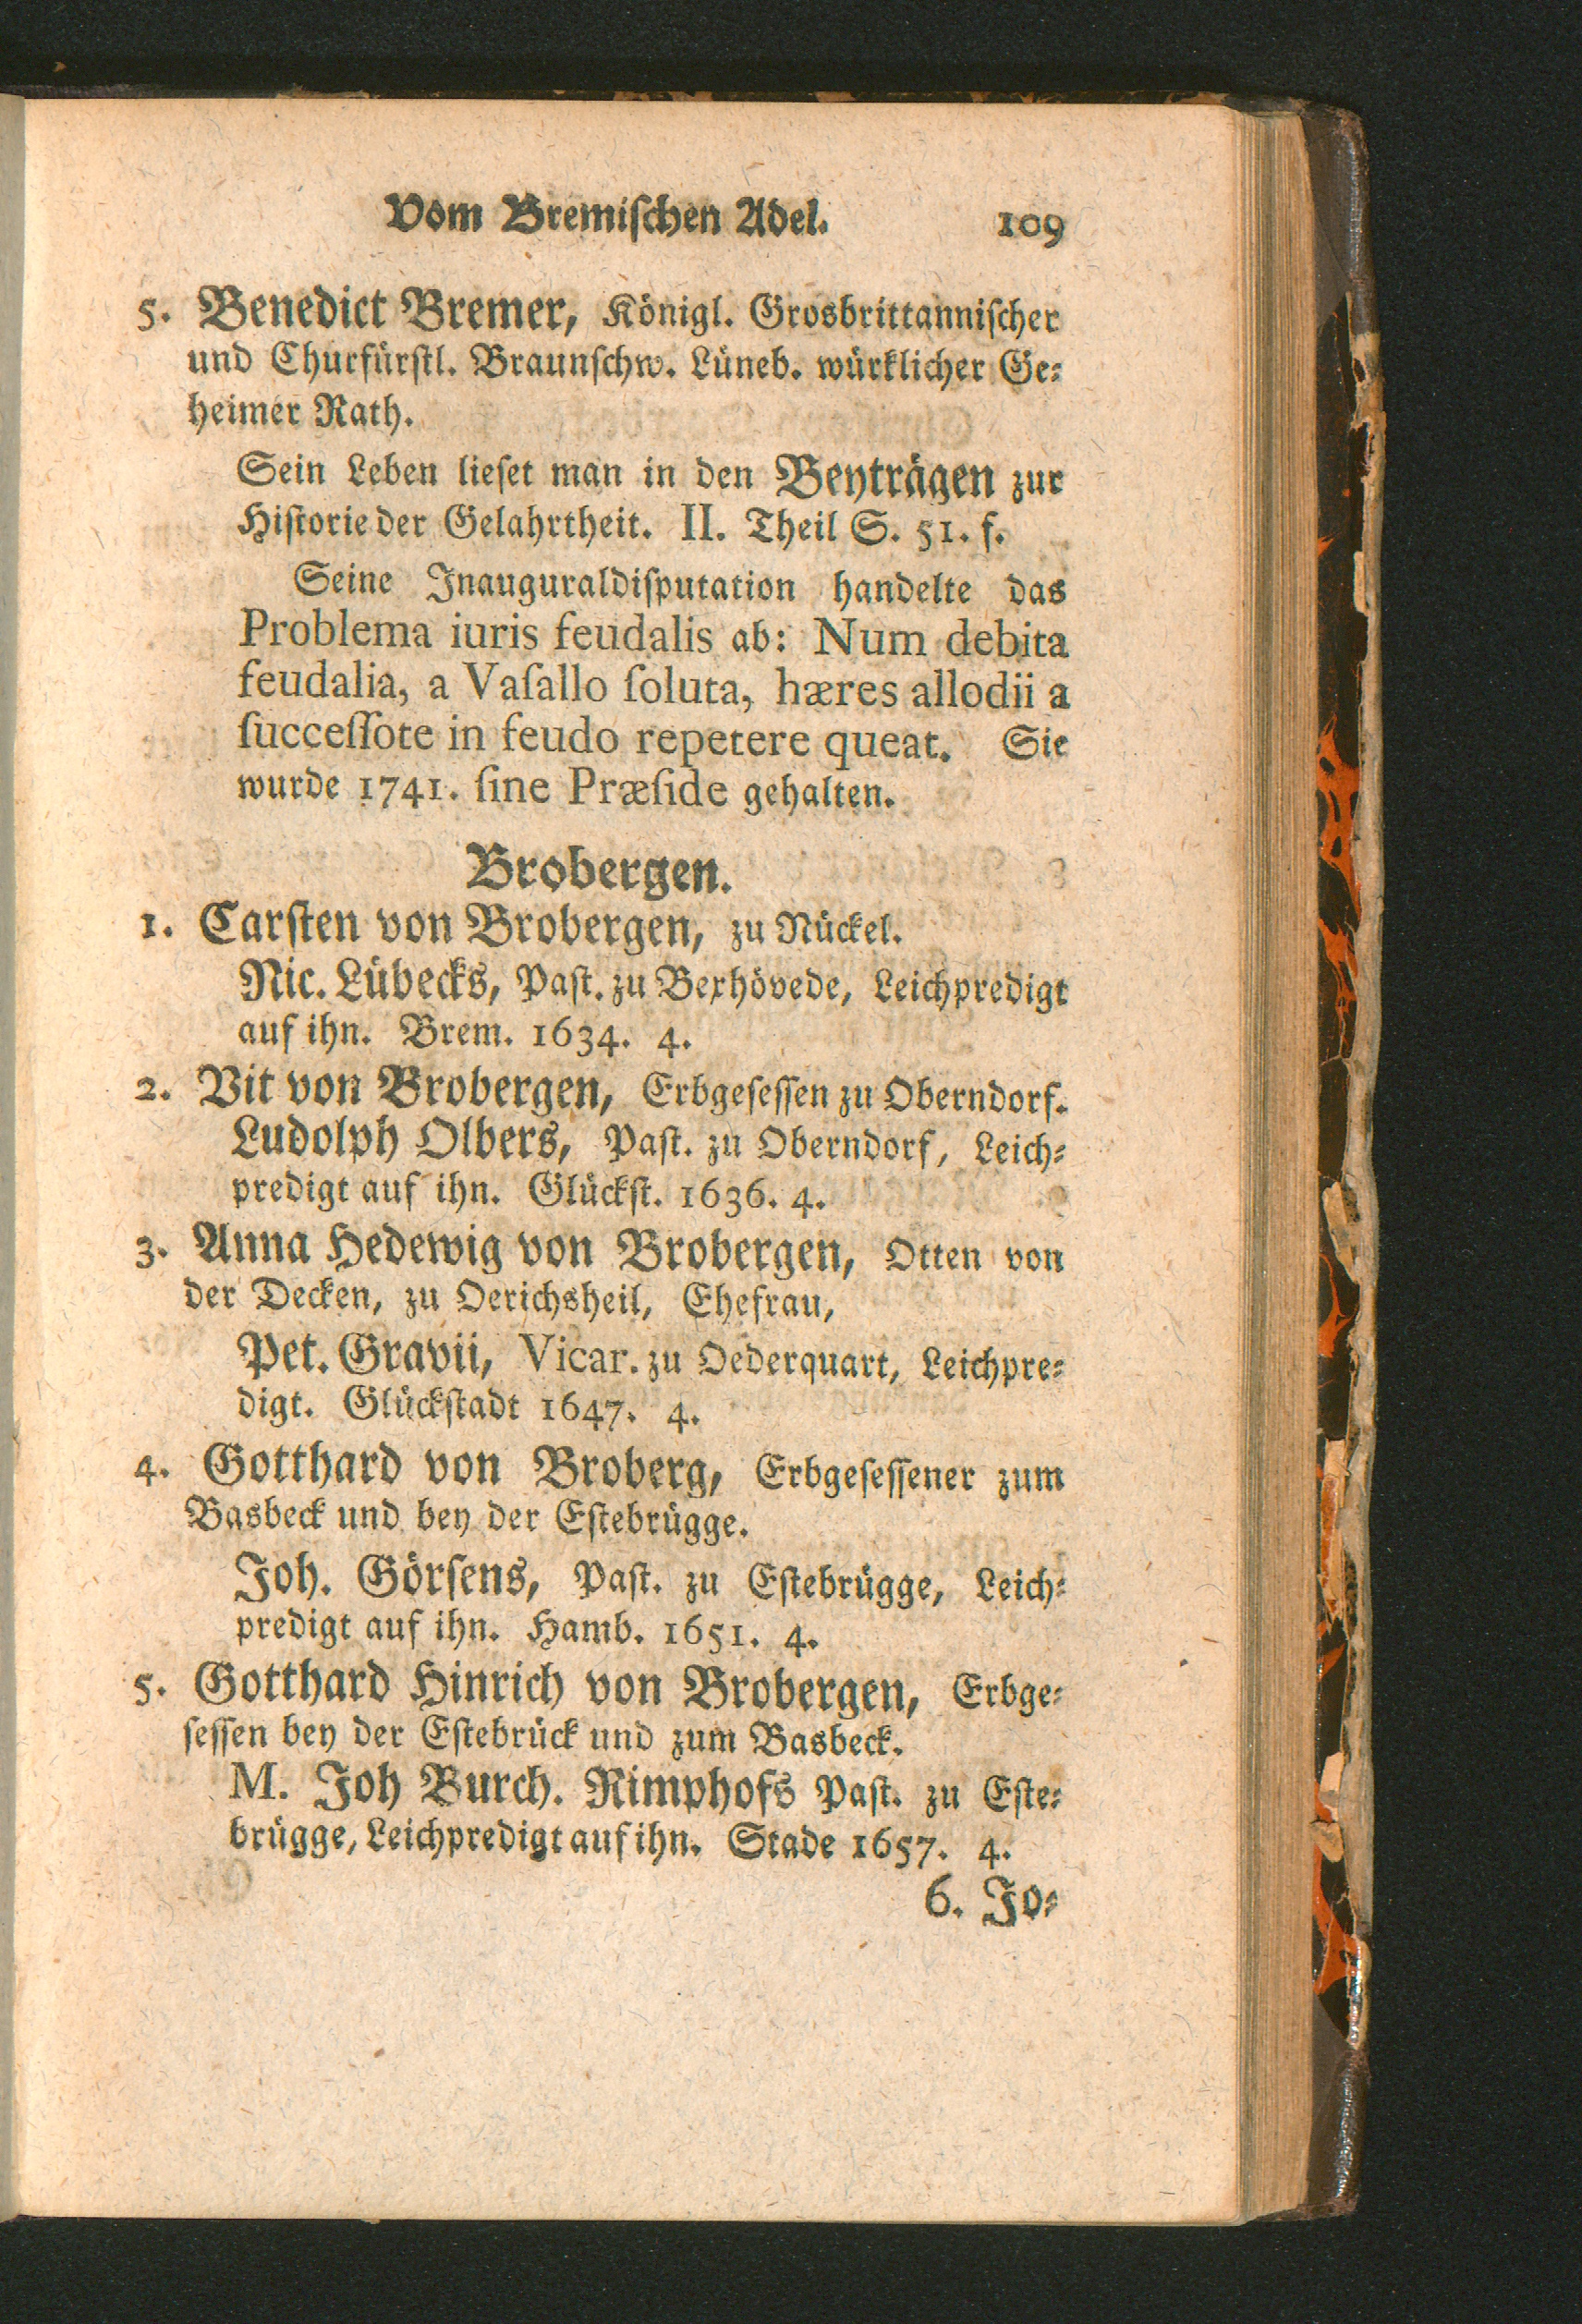 Vom Bremiſchen Adel. 109
5. Benedict Bremer, Königl. Grosbrittanniſcher
und Churfürſtl. Braunſchw. Lüneb. würklicher Ge⸗
heimer Rath.
Sein Leben lieſet man in den Beyträgen zur
Hiſtorie der Gelahrtheit. II. Theil S. 51. f.
Seine Inauguraldiſputation handelte das
Problema iuris feudalis ab: Num debita
feudalia, a Vaſallo ſoluta, hæres allodii a
ſucceſſote in feudo repetere queat. Sie
wurde 1741. ſine Præſide gehalten.
Brobergen.
1. Carſten von Brobergen, zu Nückel.
Nic. Lübecks, Paſt. zu Bexhövede, Leichpredigt
auf ihn. Brem. 1634. 4.
2. Vit von Brobergen, Erbgeſeſſen zu Oberndorf.
Ludolph Olbers, Paſt. zu Oberndorf, Leich⸗
predigt auf ihn. Glückſt. 1636. 4.
3. Anna Hedewig von Brobergen, Otten von
der Decken, zu Oerichsheil, Ehefrau,
Pet. Gravii, Vicar. zu Oederquart, Leichpre⸗
digt. Glückſtadt 1647. 4.
4. Gotthard von Broberg, Erbgeſeſſener zum
Basbeck und bey der Eſtebrügge.
Joh. Görſens, Paſt. zu Eſtebrügge, Leich⸗
predigt auf ihn. Hamb. 1651. 4.
5. Gotthard Hinrich von Brobergen, Erbge⸗
ſeſſen bey der Eſtebrück und zum Basbeck.
M. Joh Burch. Rimphofs Paſt. zu Eſte⸗
brügge, Leichpredigt auf ihn. Stade 1657. 4.
6. Jo⸗